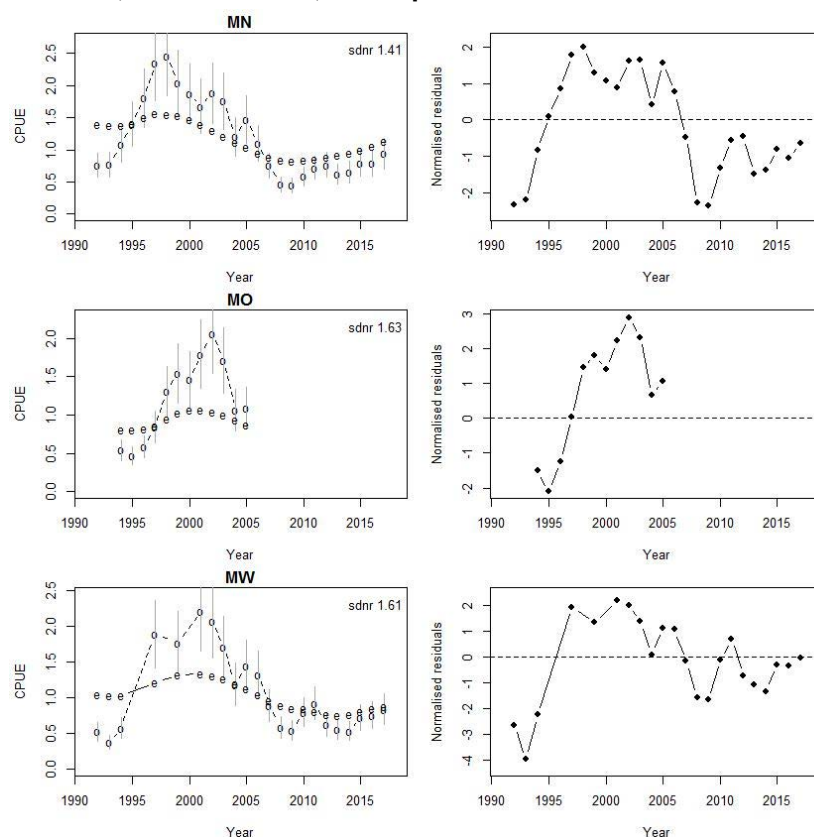 MN
sdnr 1.41
CPUE
0.0 0.5 1.0 1.5 2.0 2.5
1990 1995 2000 2005 2010 2015
Year
Normalised residuals
-2 -1 0 1 2
1990 1995 2000 2005 2010 2015
Year
MO
sdnr 1.63
CPUE
0.0 0.5 1.0 1.5 2.0
1990 1995 2000 2005 2010 2015
Year
Normalised residuals
-2 -1 0 1 2 3
1990 1995 2000 2005 2010 2015
Year
MW
sdnr 1.61
CPUE
0.0 0.5 1.0 1.5 2.0 2.5
1990 1995 2000 2005 2010 2015
Year
Normalised residuals
-4 -3 -2 -1 0 1 2
1990 1995 2000 2005 2010 2015
Year